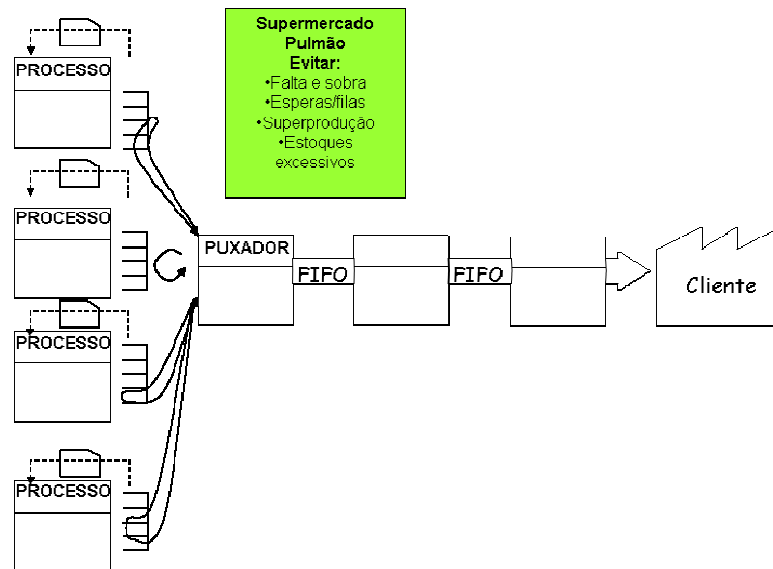 Supermercado
Pulmão
Evitar:
•Falta e sobra
•Esperas/filas
•Superprodução
•Estoques
excessivos
PROCESSO
PROCESSO
PROCESSO
PROCESSO
PUXADOR
FIFO
FIFO
Cliente